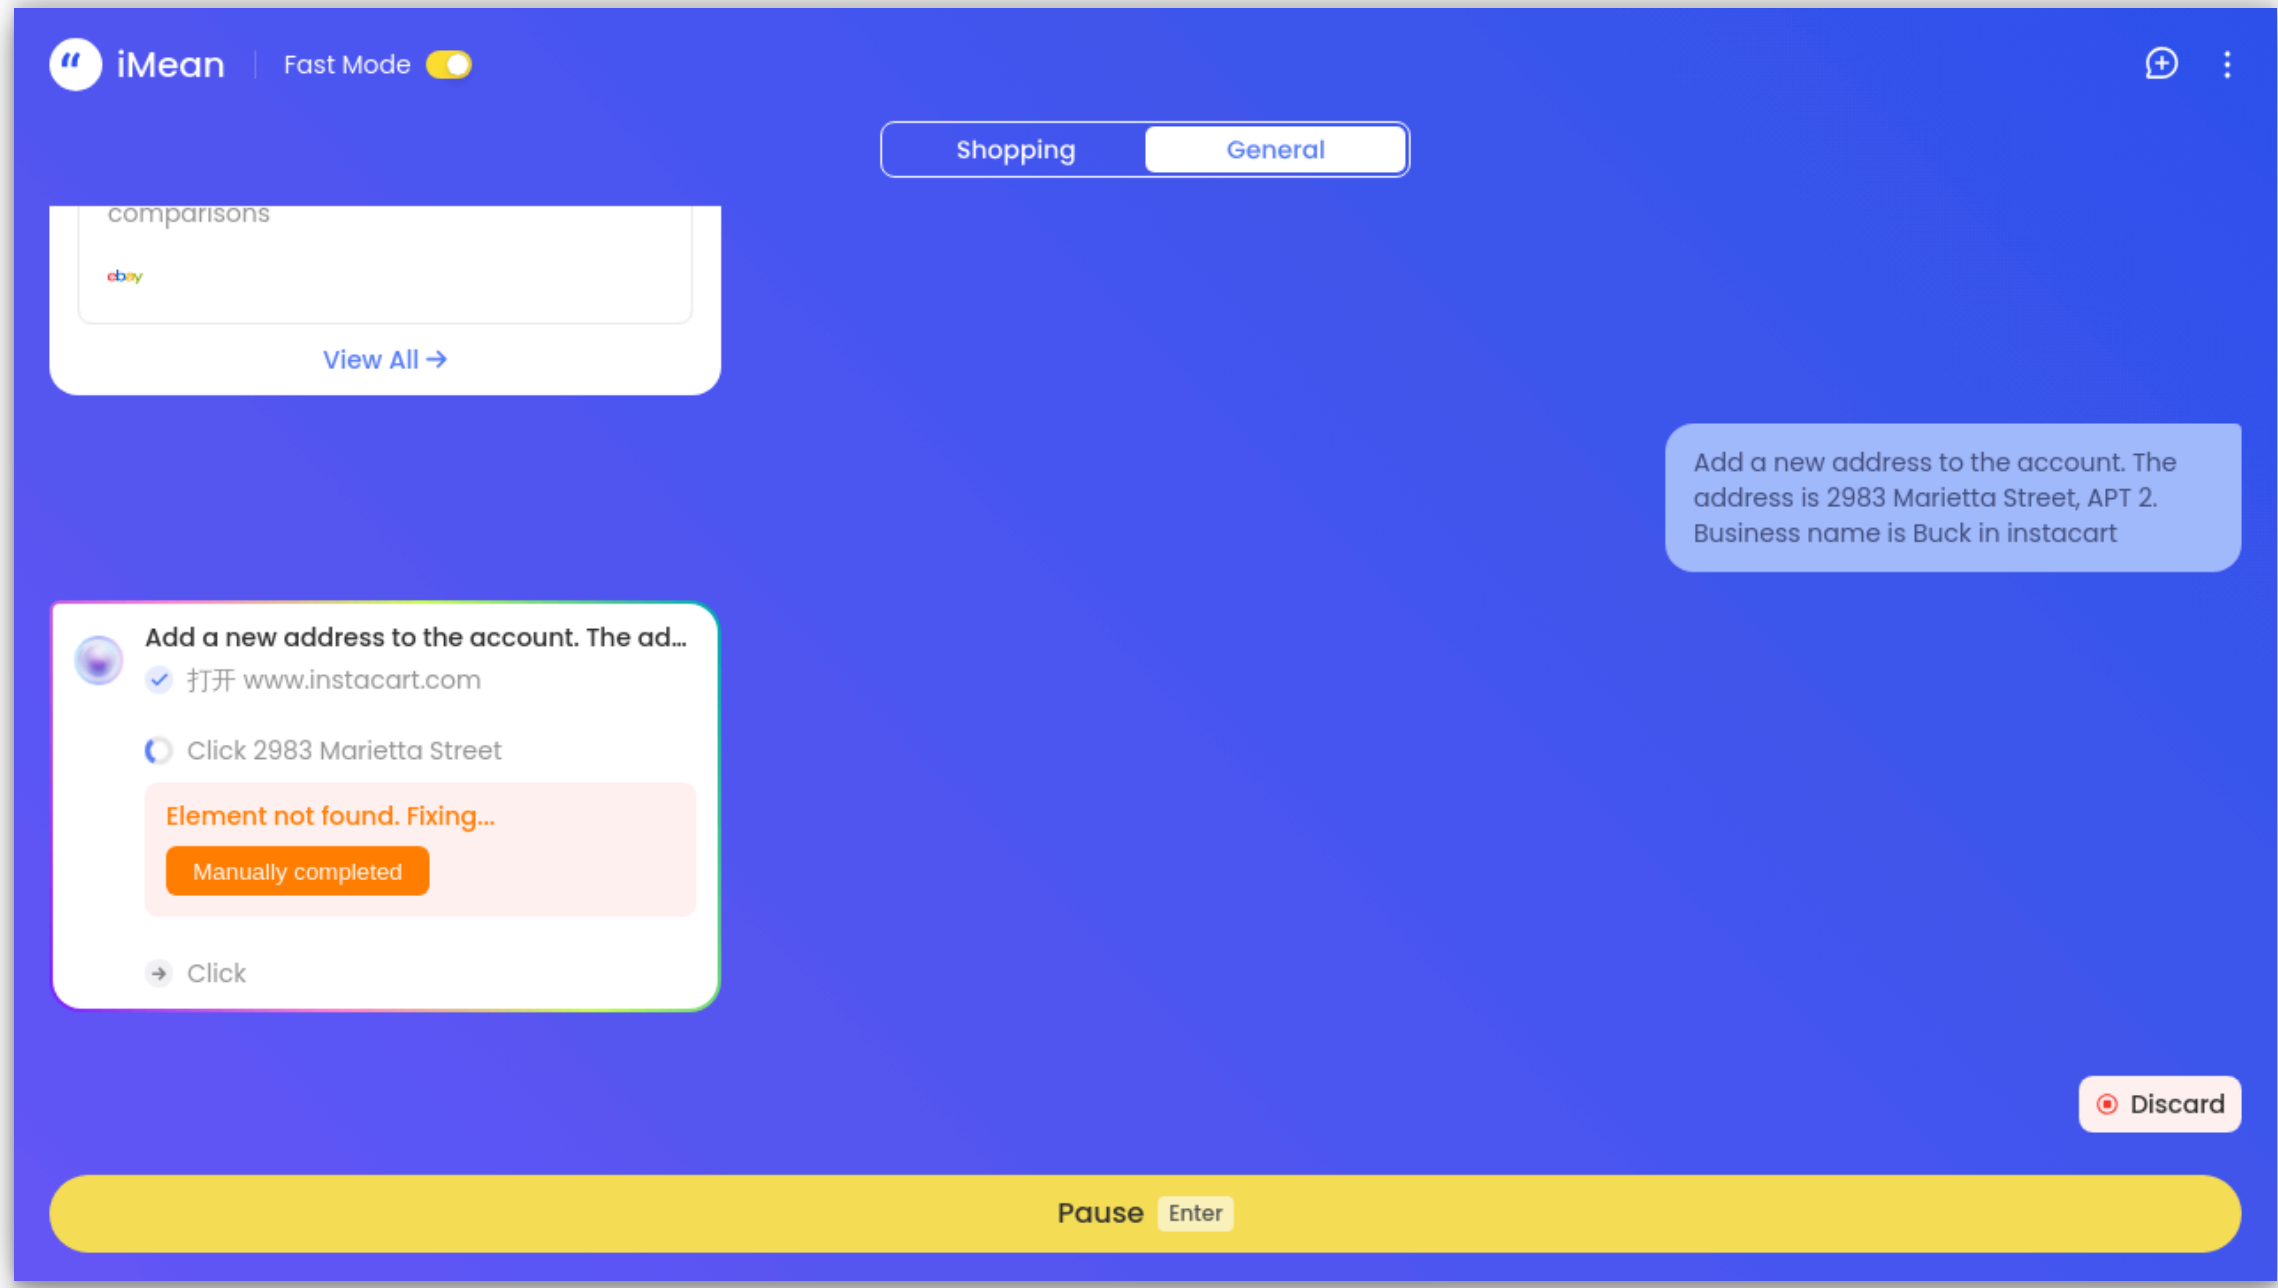 iMean
Fast Mode
Shopping
General
comparisons
ebay
View All →
Add a new address to the account. The
address is 2983 Marietta Street, APT 2.
Business name is Buck in instacart
Add a new address to the account. The ad...
打开 www.instacart.com
Click 2983 Marietta Street
Element not found. Fixing...
Manually completed
Click
Discard
Pause Enter